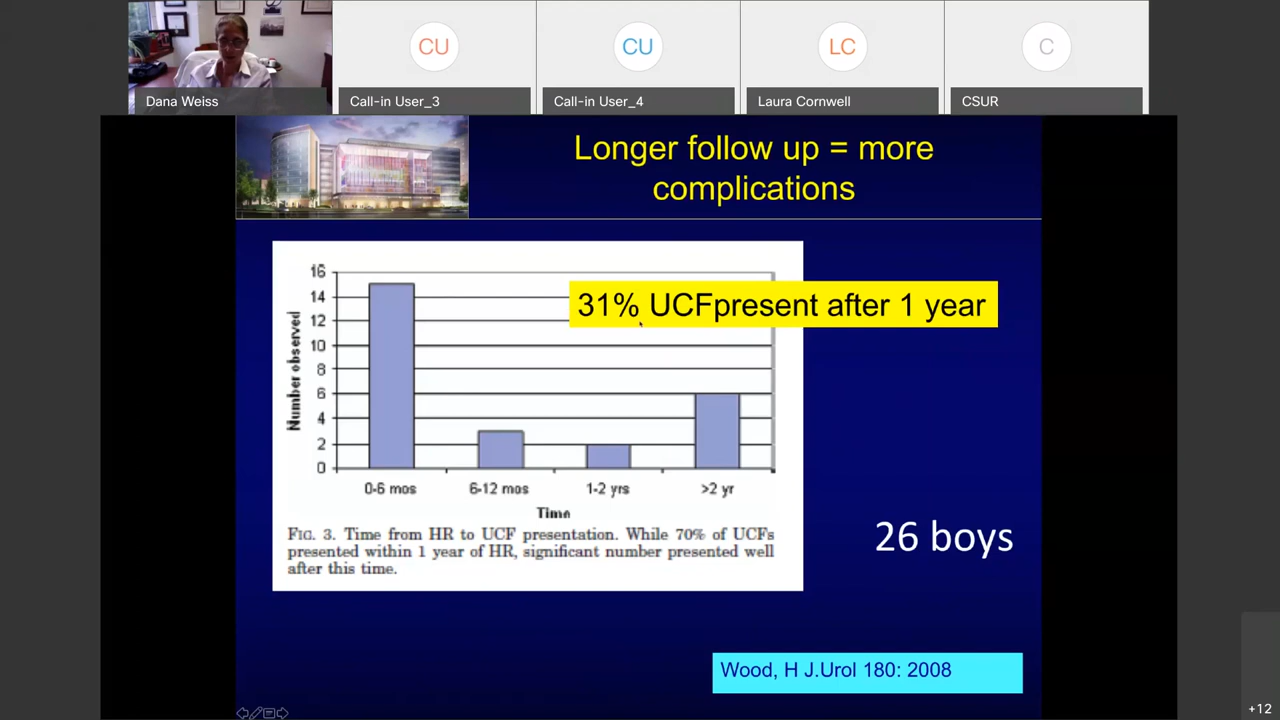 CU
CU
LC
C
Dana Weiss
Call-in User_3
Call-in User_4
Laura Cornwell
CSUR
Longer follow up = more
complications
31% UCFpresent after 1 year
16
14
12
10
8
6
4
2
0
Number observed
0-6 mos
6-12 mos
1-2 yrs
>2 yr
Time
FIG. 3. Time from HR to UCF presentation. While 70% of UCFs
presented within 1 year of HR, significant number presented well
after this time.
26 boys
Wood, H J.Urol 180: 2008
+12